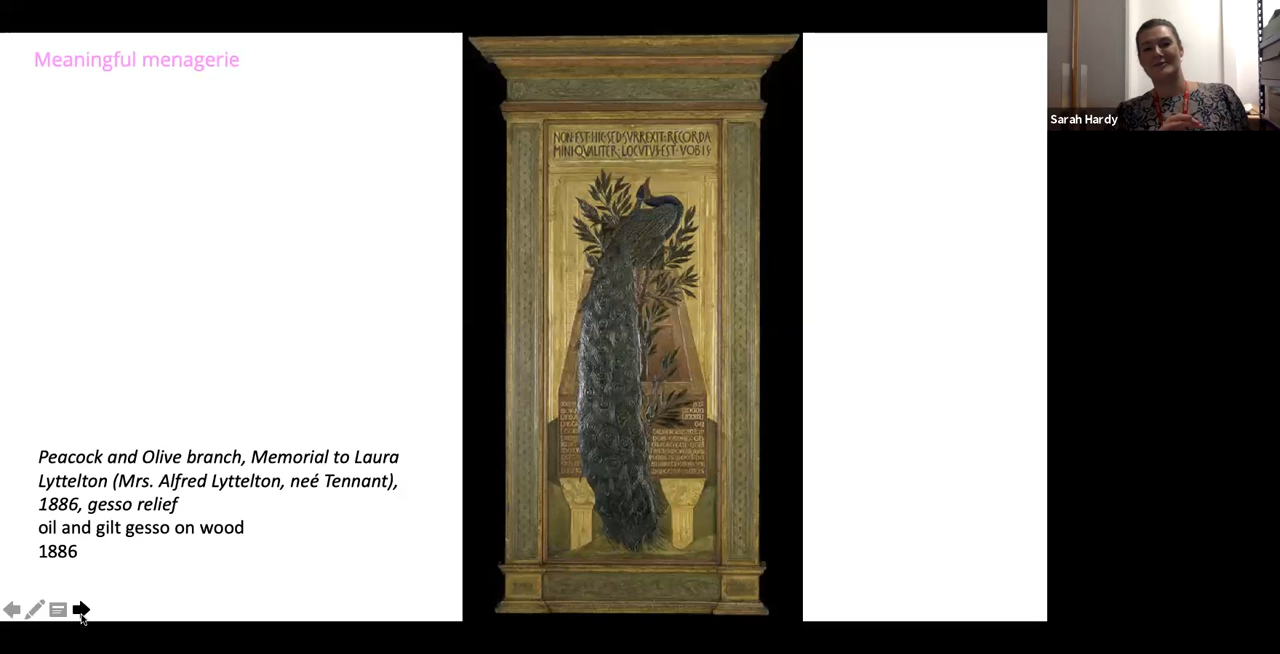 Meaningful menagerie
NON·EST·HIC·SED·SVRREXIT·RECORDA
MINI·QVALITER·LOCVTVS·EST·VOBIS
Peacock and Olive branch, Memorial to Laura
Lyttelton (Mrs. Alfred Lyttelton, neé Tennant),
1886, gesso relief
oil and gilt gesso on wood
1886
Sarah Hardy